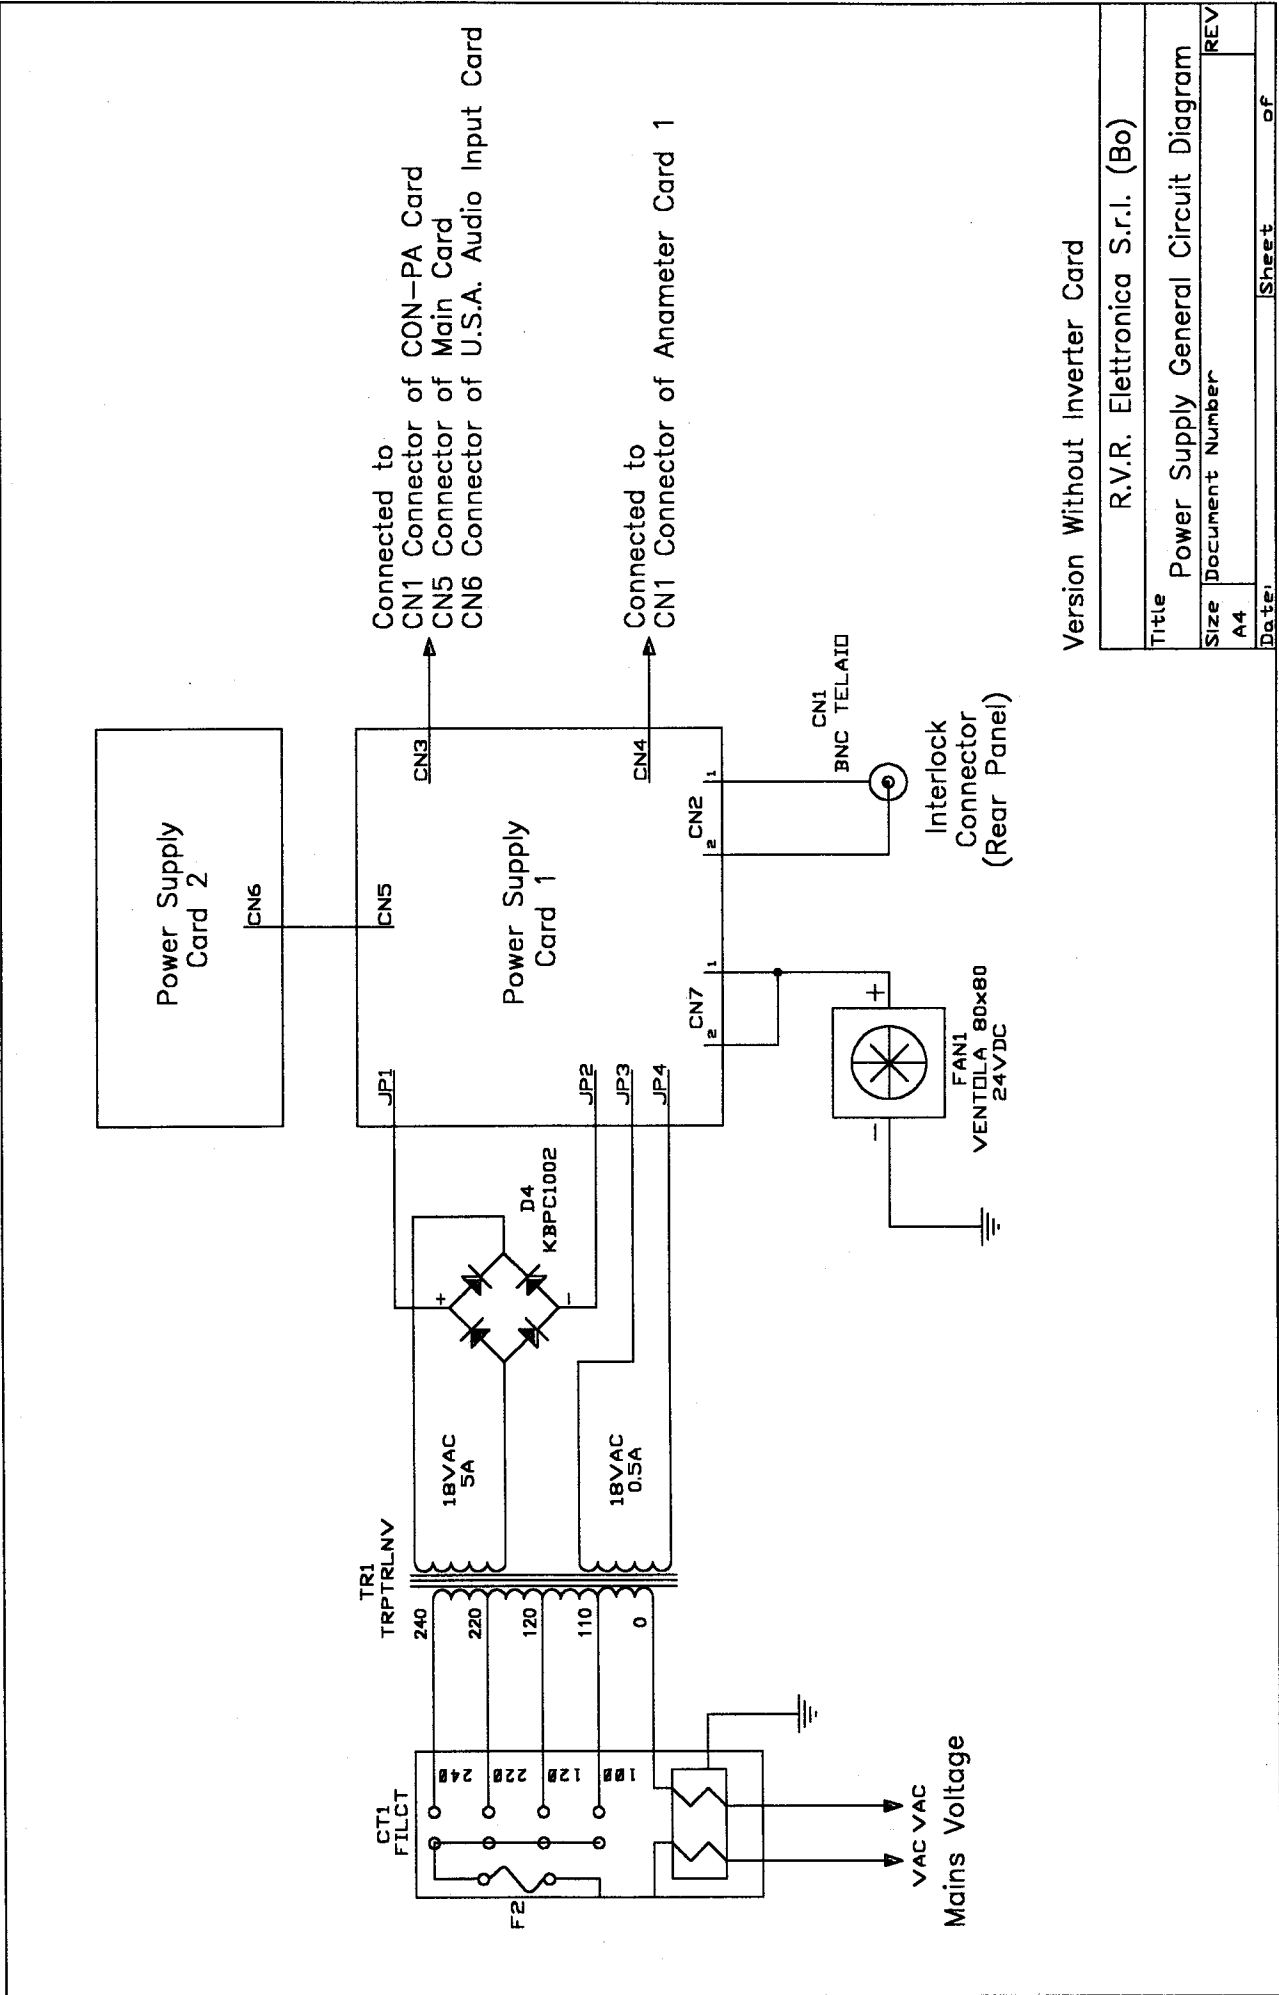 Power Supply
Card 2
CN6
CN5
Power Supply
Card 1
CN3
CN4
Connected to
CN1 Connector of CON-PA Card
CN5 Connector of Main Card
CN6 Connector of U.S.A. Audio Input Card
Connected to
CN1 Connector of Anameter Card 1
JP1
JP2
JP3
JP4
CN7
2
1
CN2
2
1
CN1
BNC TELAIO
Interlock
Connector
(Rear Panel)
+
-
FAN1
VENTOLA 80x80
24VDC
D4
KBPC1002
+
-
18VAC
5A
18VAC
0.5A
TR1
TRPTRLNV
240
220
120
110
0
CT1
FILCT
240
220
120
100
F2
VAC VAC
Mains Voltage
Version Without Inverter Card
R.V.R. Elettronica S.r.l. (Bo)
Title
Power Supply General Circuit Diagram
Size Document Number REV
A4
Date: Sheet of